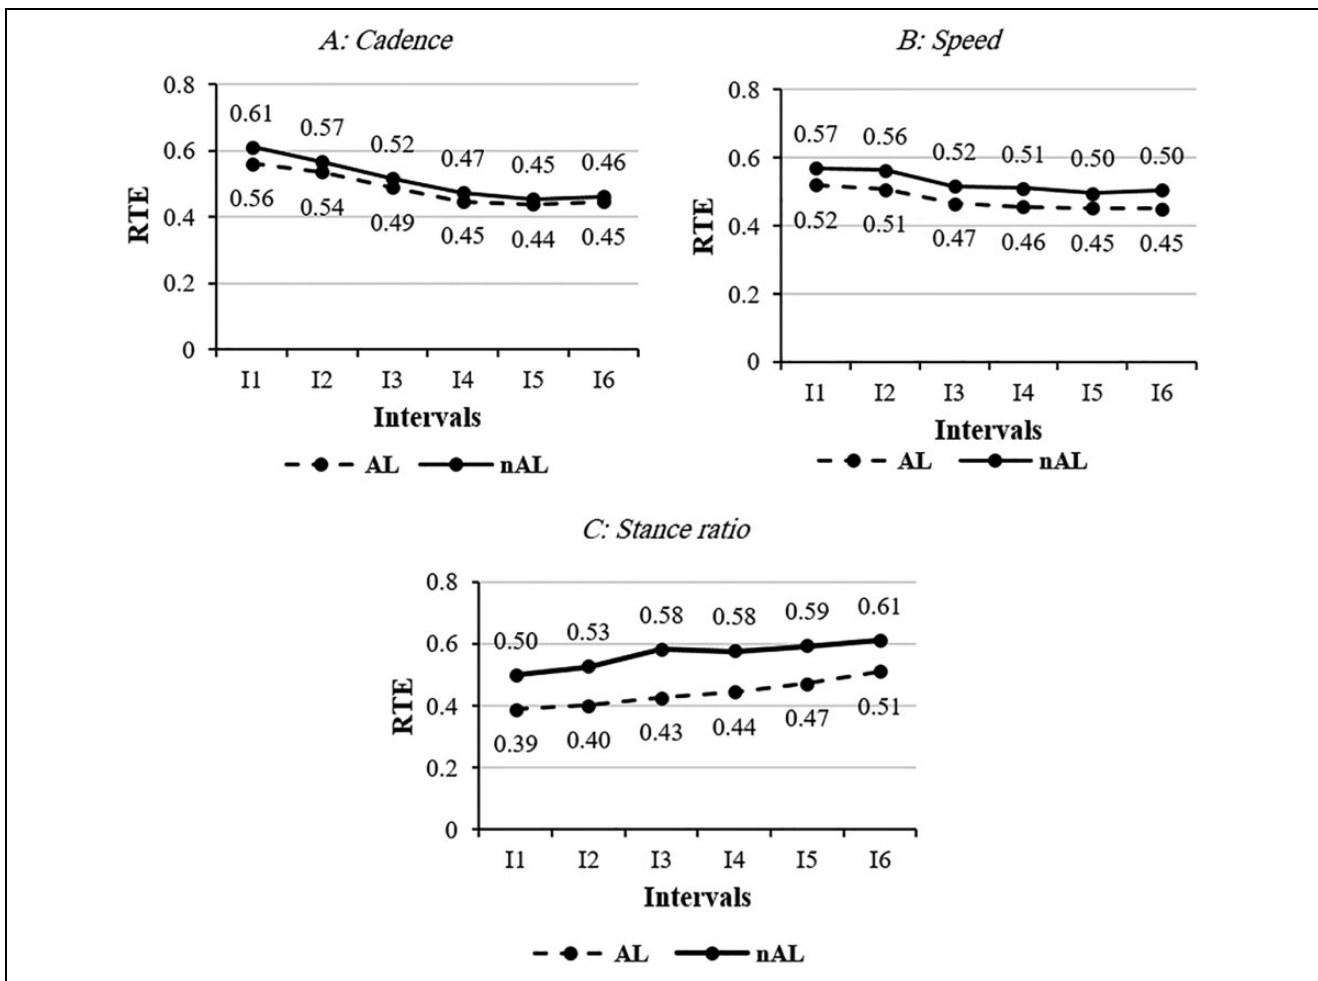 A: Cadence
0.8
0.6
0.4
0.2
0
RTE
0.61 0.57 0.52 0.47 0.45 0.46
0.56 0.54 0.49 0.45 0.44 0.45
I1 I2 I3 I4 I5 I6
Intervals
AL nAL
B: Speed
0.8
0.6
0.4
0.2
0
RTE
0.57 0.56 0.52 0.51 0.50 0.50
0.52 0.51 0.47 0.46 0.45 0.45
I1 I2 I3 I4 I5 I6
Intervals
AL nAL
C: Stance ratio
0.8
0.6
0.4
0.2
0
RTE
0.50 0.53 0.58 0.58 0.59 0.61
0.39 0.40 0.43 0.44 0.47 0.51
I1 I2 I3 I4 I5 I6
Intervals
AL nAL